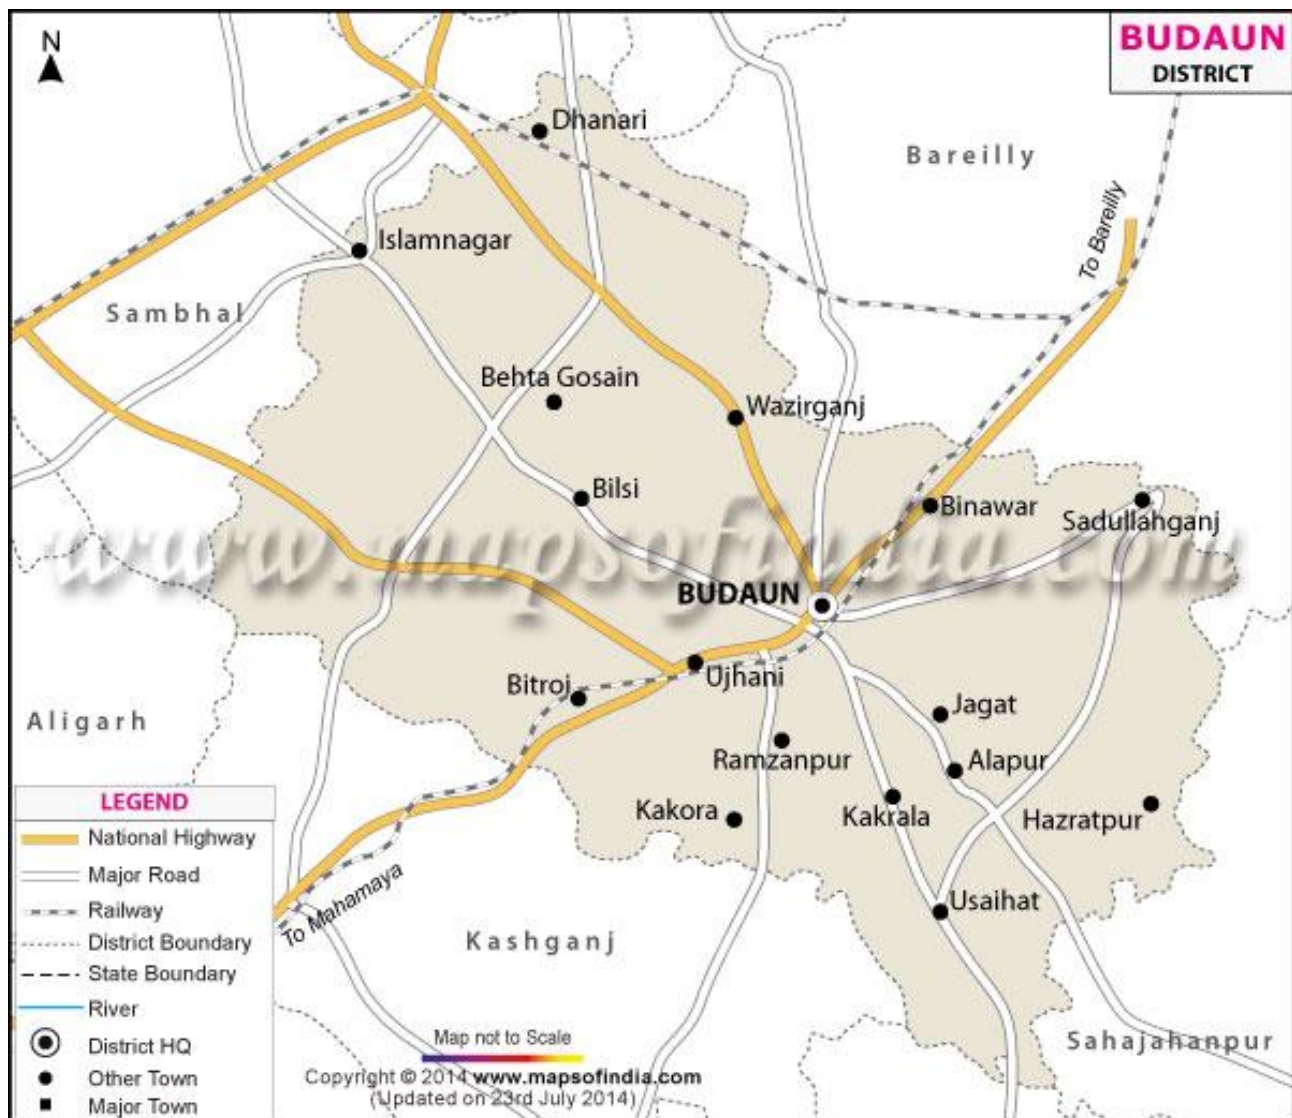 N
BUDAUN
DISTRICT
Dhanari
Bareilly
To Bareilly
Islamnagar
Sambhal
Behta Gosain
Wazirganj
Bilsi
Binawar
Sadullahganj
www.mapsofindia.com
BUDAUN
Ujhani
Bitroj
Jagat
Aligarh
Ramzanpur
Alapur
Kakora
Kakrala
Hazratpur
Usaihat
To Mahamaya
Kashganj
Sahajahanpur
LEGEND
National Highway
Major Road
Railway
District Boundary
State Boundary
River
District HQ
Other Town
Major Town
Map not to Scale
Copyright © 2014 www.mapsofindia.com
(Updated on 23rd July 2014)